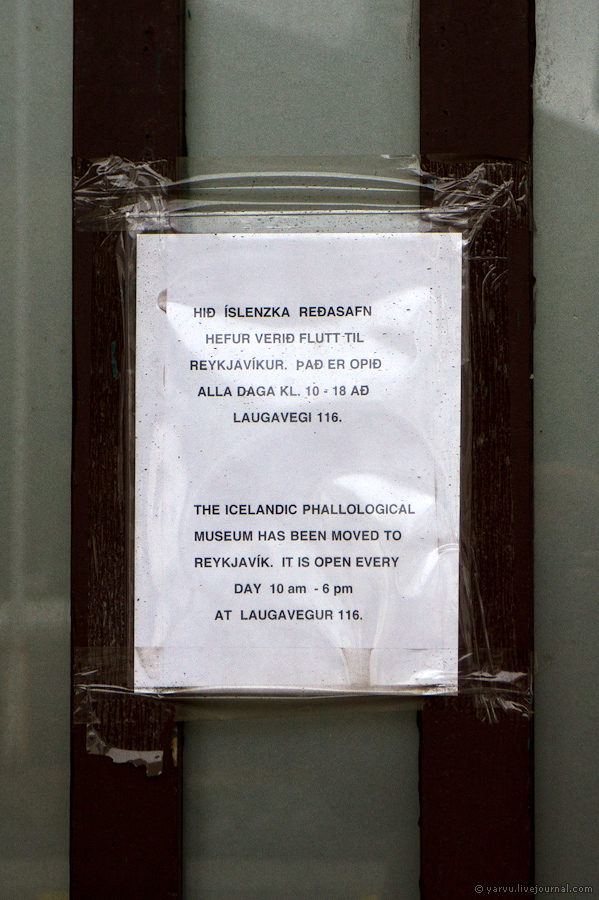 HIÐ ÍSLENZKA REÐASAFN
HEFUR VERIÐ FLUTT TIL
REYKJAVÍKUR. ÞAÐ ER OPIÐ
ALLA DAGA KL. 10 - 18 AÐ
LAUGAVEGI 116.
THE ICELANDIC PHALLOLOGICAL
MUSEUM HAS BEEN MOVED TO
REYKJAVÍK. IT IS OPEN EVERY
DAY 10 am - 6 pm
AT LAUGAVEGUR 116.
© yarvu.livejournal.com